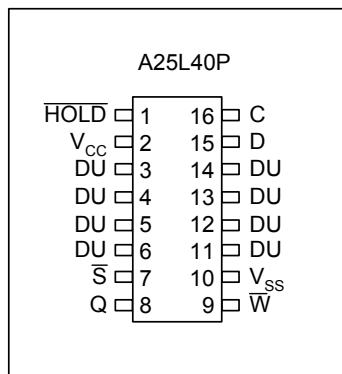 A25L40P
H̅O̅L̅D̅ 1 16 C
VCC 2 15 D
DU 3 14 DU
DU 4 13 DU
DU 5 12 DU
DU 6 11 DU
S̅ 7 10 VSS
Q 8 9 W̅